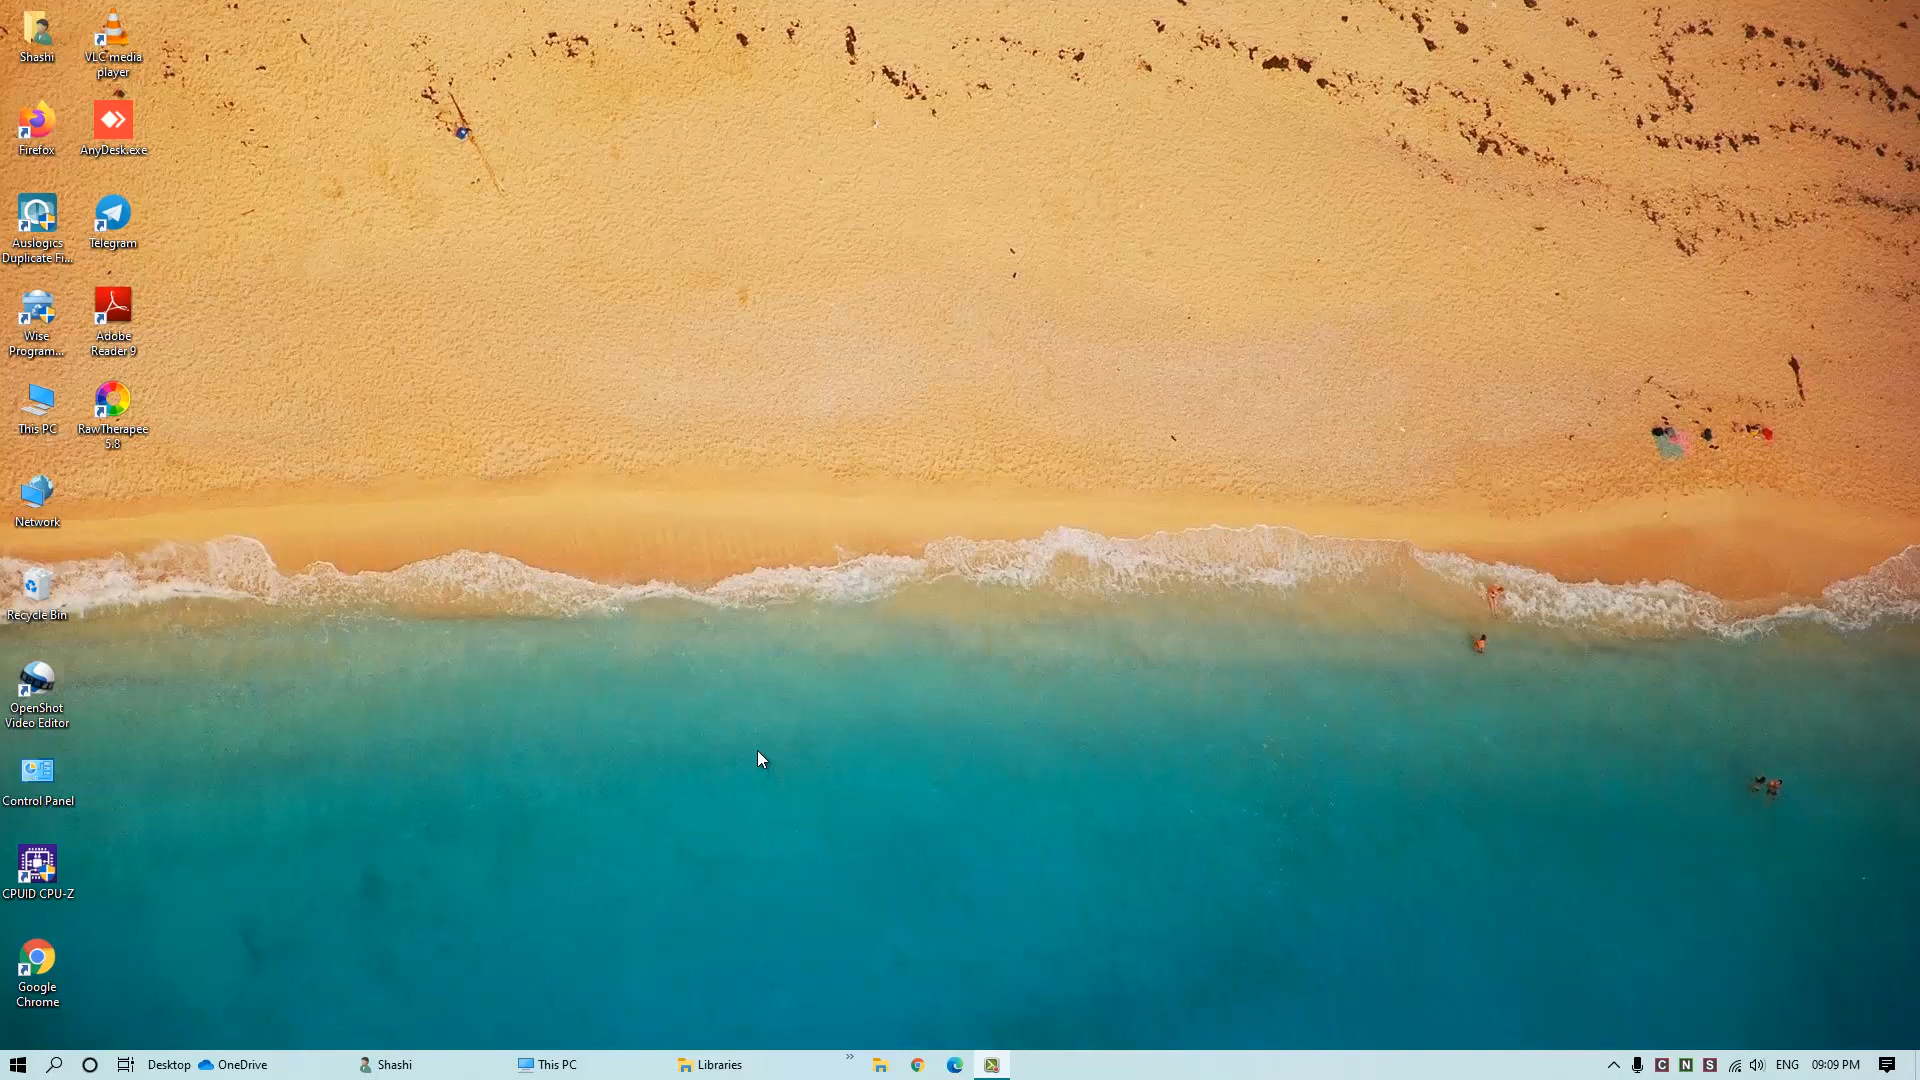 Shashi
VLC media
player
Firefox
AnyDesk.exe
Auslogics
Duplicate Fi...
Telegram
Wise
Program...
Adobe
Reader 9
This PC
RawTherapee
5.8
Network
Recycle Bin
OpenShot
Video Editor
Control Panel
CPUID CPU-Z
Google
Chrome
Desktop OneDrive Shashi This PC Libraries » C N S ENG 09:09 PM